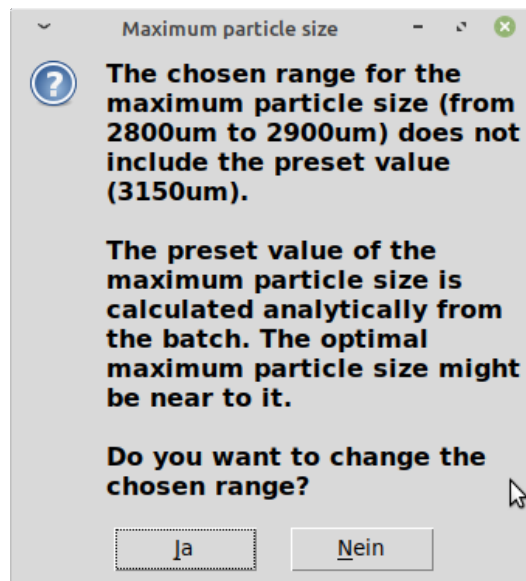 Maximum particle size
The chosen range for the
maximum particle size (from
2800um to 2900um) does not
include the preset value
(3150um).
The preset value of the
maximum particle size is
calculated analytically from
the batch. The optimal
maximum particle size might
be near to it.
Do you want to change the
chosen range?
Ja
Nein